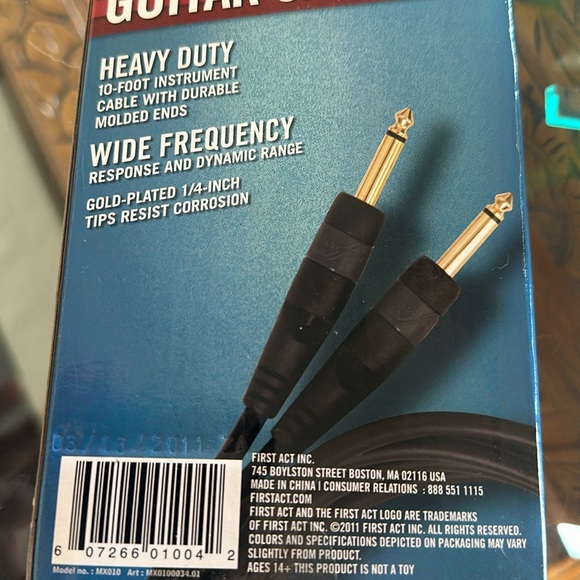 GUITAR
HEAVY DUTY
10-FOOT INSTRUMENT
CABLE WITH DURABLE
MOLDED ENDS
WIDE FREQUENCY
RESPONSE AND DYNAMIC RANGE
GOLD-PLATED 1/4-INCH
TIPS RESIST CORROSION
03/13/2011
FIRST ACT INC.
745 BOYLSTON STREET BOSTON, MA 02116 USA
MADE IN CHINA | CONSUMER RELATIONS : 888 551 1115
FIRSTACT.COM
FIRST ACT AND THE FIRST ACT LOGO ARE TRADEMARKS
OF FIRST ACT INC. ©2011 FIRST ACT INC. ALL RIGHTS RESERVED.
COLORS AND SPECIFICATIONS DEPICTED ON PACKAGING MAY VARY
SLIGHTLY FROM PRODUCT.
AGES 14+ THIS PRODUCT IS NOT A TOY
6 07266 01004 2
Model no. : MX010 Art : MX0100034.01